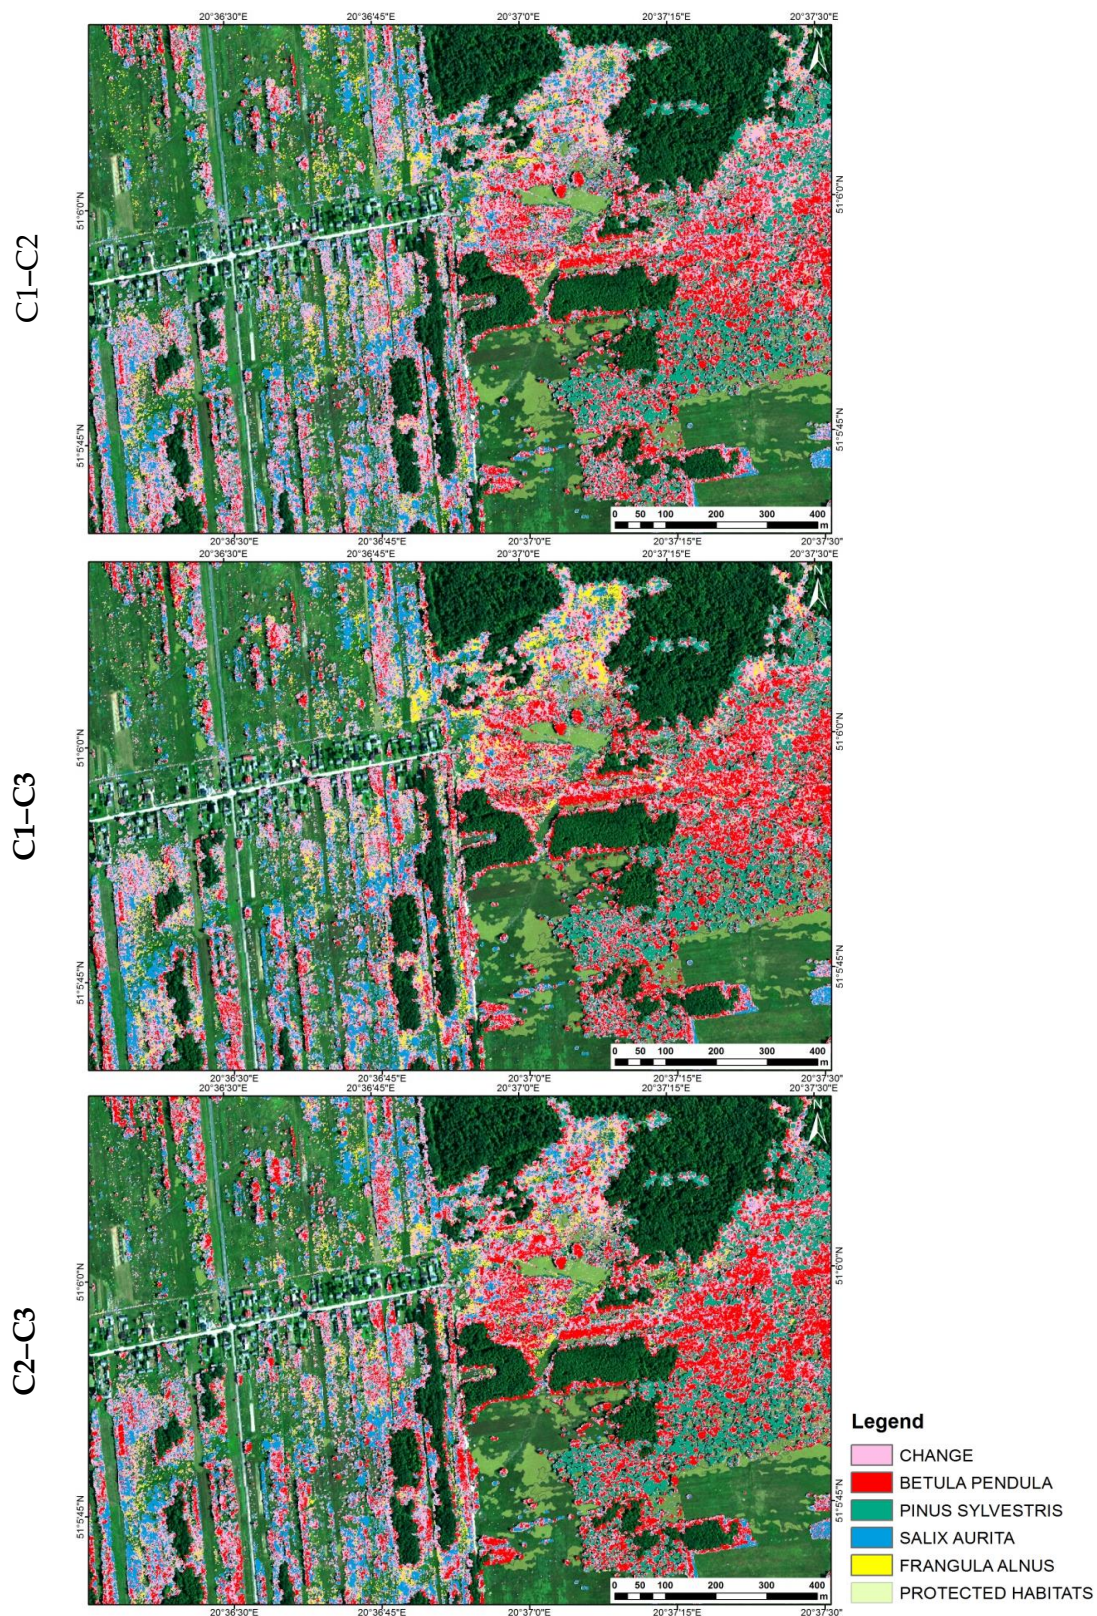 20°36'30"E 20°36'45"E 20°37'0"E 20°37'15"E 20°37'30"E
N
51°6'0"N 51°6'0"N
C1–C2
51°5'45"N 51°5'45"N
0 50 100 200 300 400
m
20°36'30"E 20°36'45"E 20°37'0"E 20°37'15"E 20°37'30"E
20°36'30"E 20°36'45"E 20°37'0"E 20°37'15"E 20°37'30"E
N
51°6'0"N 51°6'0"N
C1–C3
51°5'45"N 51°5'45"N
0 50 100 200 300 400
m
20°36'30"E 20°36'45"E 20°37'0"E 20°37'15"E 20°37'30"E
20°36'30"E 20°36'45"E 20°37'0"E 20°37'15"E 20°37'30"E
N
51°6'0"N 51°6'0"N
C2–C3
51°5'45"N 51°5'45"N
0 50 100 200 300 400
m
20°36'30"E 20°36'45"E 20°37'0"E 20°37'15"E 20°37'30"E
Legend
CHANGE
BETULA PENDULA
PINUS SYLVESTRIS
SALIX AURITA
FRANGULA ALNUS
PROTECTED HABITATS